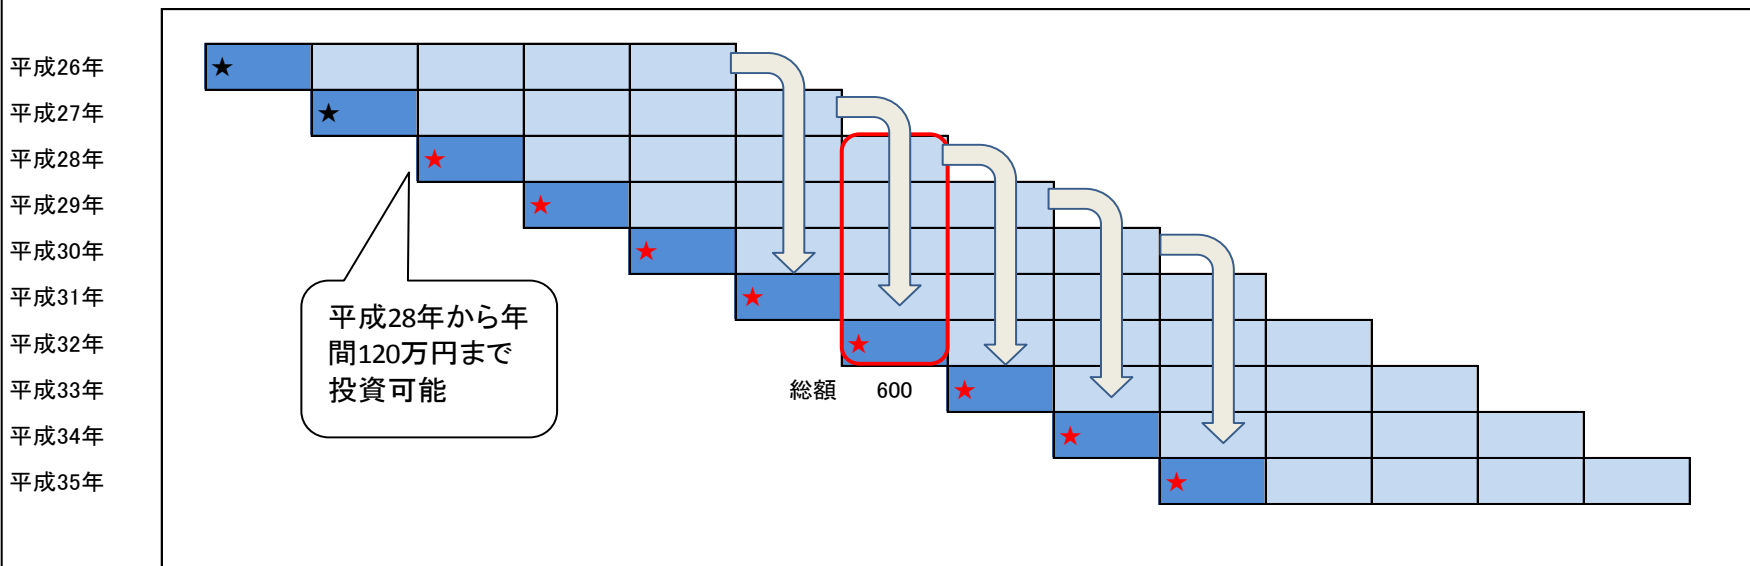 平成26年
平成27年
平成28年
平成29年
平成30年
平成31年
平成32年
平成33年
平成34年
平成35年
★
★
★
★
★
★
★
★
★
★
平成28年から年
間120万円まで
投資可能
総額 600